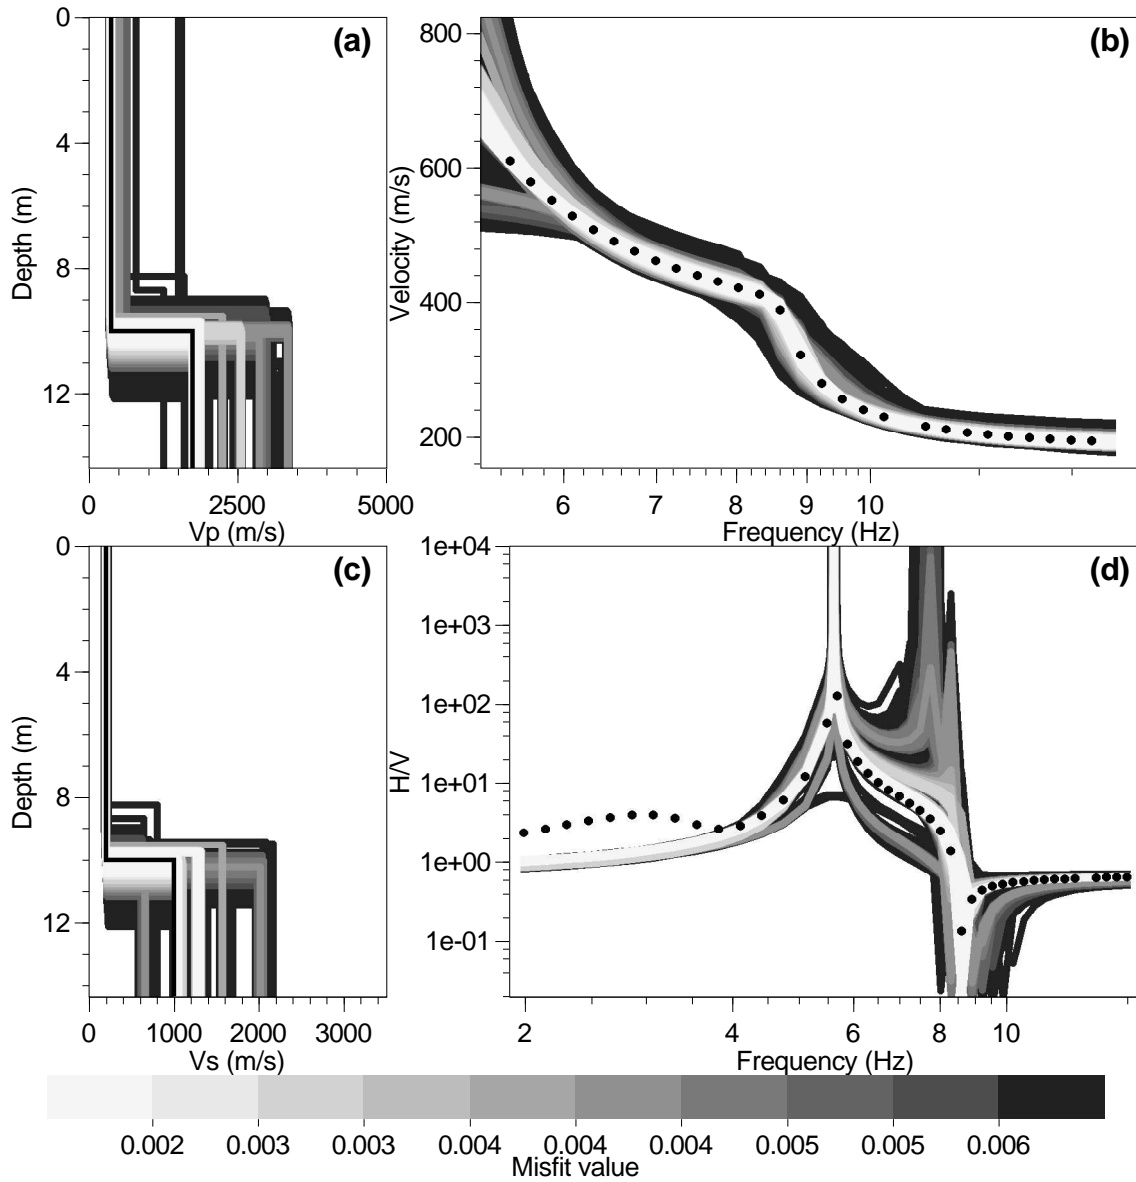 (a)
0
4
8
12
Depth (m)
0 2500 5000
Vp (m/s)
(b)
800
600
400
200
Velocity (m/s)
6 7 8 9 10
Frequency (Hz)
(c)
0
4
8
12
Depth (m)
0 1000 2000 3000
Vs (m/s)
(d)
1e+04
1e+03
1e+02
1e+01
1e+00
1e-01
H/V
2 4 6 8 10
Frequency (Hz)
0.002 0.003 0.003 0.004 0.004 0.004 0.005 0.005 0.006
Misfit value